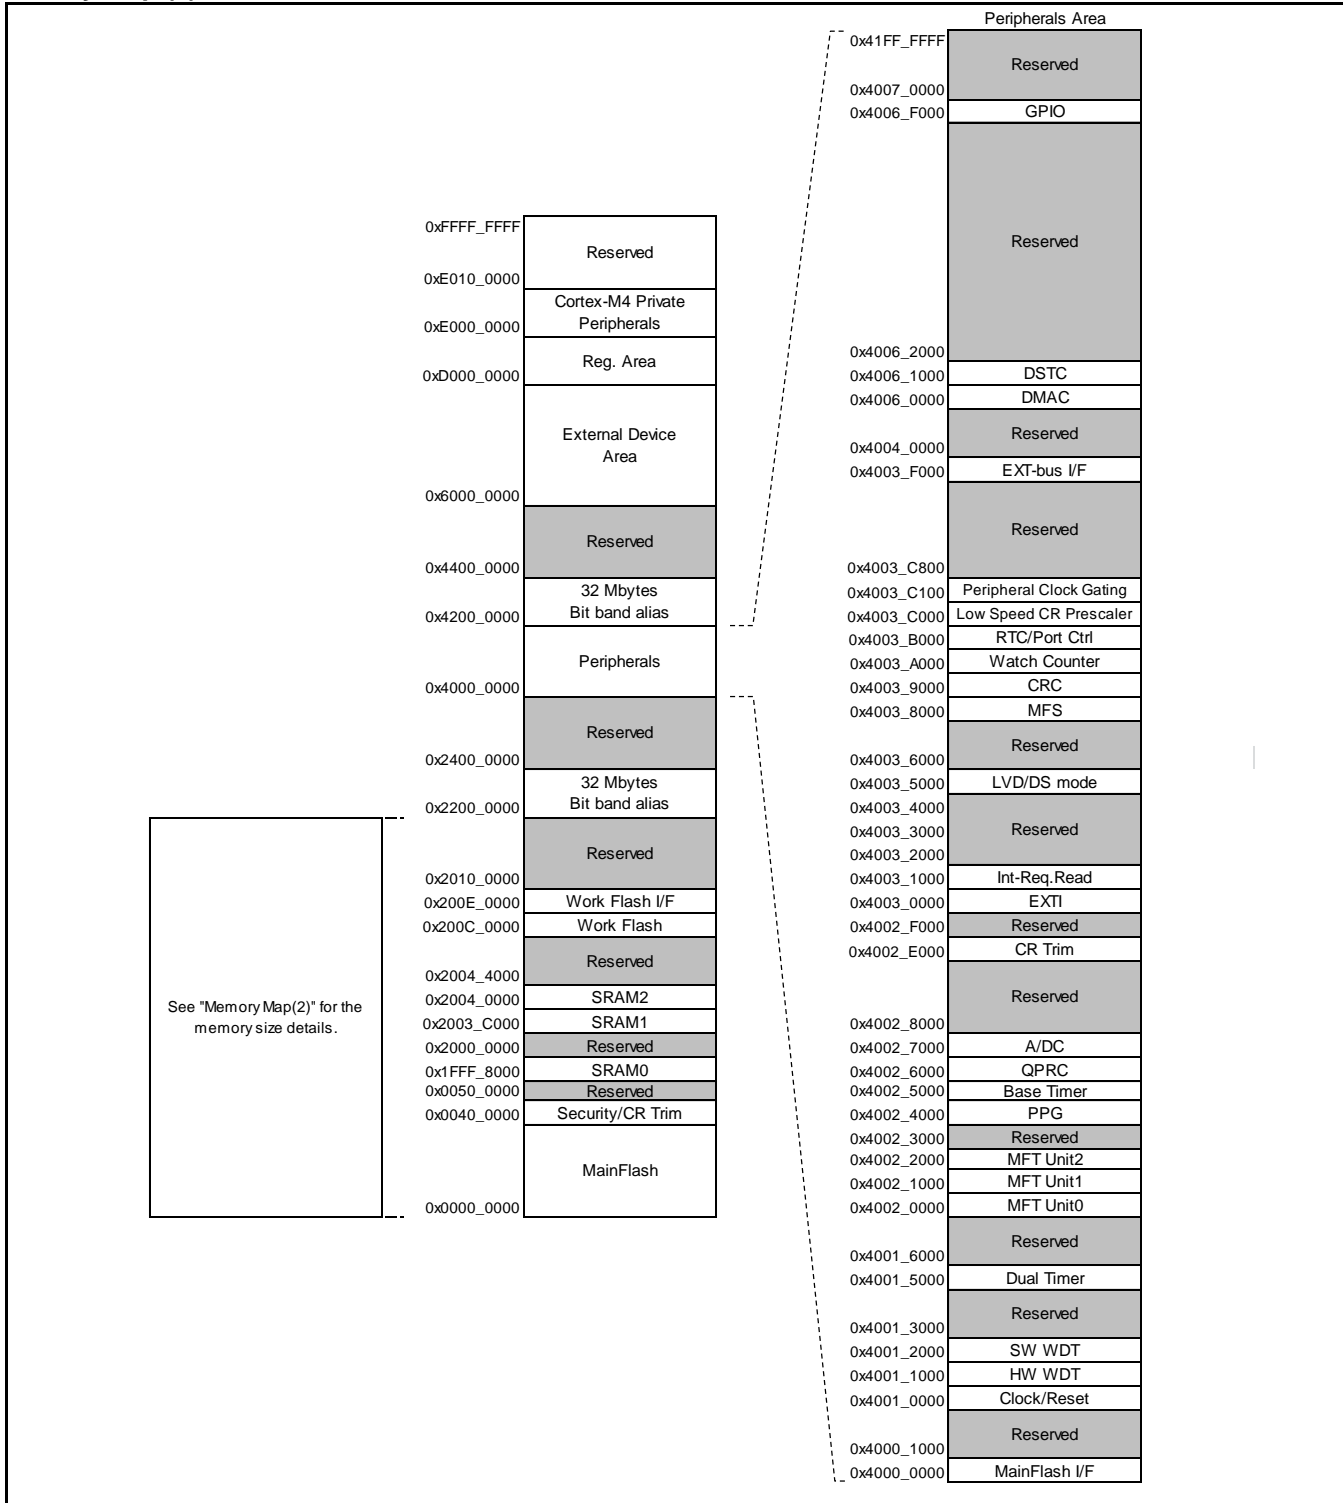 Peripherals Area
0x41FF_FFFF
Reserved
0x4007_0000
0x4006_F000 GPIO
Reserved
0x4006_2000
0x4006_1000 DSTC
0x4006_0000 DMAC
Reserved
0x4004_0000
0x4003_F000 EXT-bus I/F
Reserved
0x4003_C800
0x4003_C100 Peripheral Clock Gating
0x4003_C000 Low Speed CR Prescaler
0x4003_B000 RTC/Port Ctrl
0x4003_A000 Watch Counter
0x4003_9000 CRC
0x4003_8000 MFS
Reserved
0x4003_6000
0x4003_5000 LVD/DS mode
0x4003_4000
0x4003_3000 Reserved
0x4003_2000
0x4003_1000 Int-Req.Read
0x4003_0000 EXTI
0x4002_F000 Reserved
0x4002_E000 CR Trim
Reserved
0x4002_8000
0x4002_7000 A/DC
0x4002_6000 QPRC
0x4002_5000 Base Timer
0x4002_4000 PPG
0x4002_3000 Reserved
0x4002_2000 MFT Unit2
0x4002_1000 MFT Unit1
0x4002_0000 MFT Unit0
Reserved
0x4001_6000
0x4001_5000 Dual Timer
Reserved
0x4001_3000
0x4001_2000 SW WDT
0x4001_1000 HW WDT
0x4001_0000 Clock/Reset
Reserved
0x4000_1000
0x4000_0000 MainFlash I/F
0xFFFF_FFFF
Reserved
0xE010_0000
Cortex-M4 Private
0xE000_0000 Peripherals
Reg. Area
0xD000_0000
External Device
Area
0x6000_0000
Reserved
0x4400_0000
32 Mbytes
0x4200_0000 Bit band alias
Peripherals
0x4000_0000
Reserved
0x2400_0000
32 Mbytes
0x2200_0000 Bit band alias
Reserved
0x2010_0000
0x200E_0000 Work Flash I/F
0x200C_0000 Work Flash
Reserved
0x2004_4000
0x2004_0000 SRAM2
0x2003_C000 SRAM1
0x2000_0000 Reserved
0x1FFF_8000 SRAM0
0x0050_0000 Reserved
0x0040_0000 Security/CR Trim
MainFlash
0x0000_0000
See "Memory Map(2)" for the
memory size details.